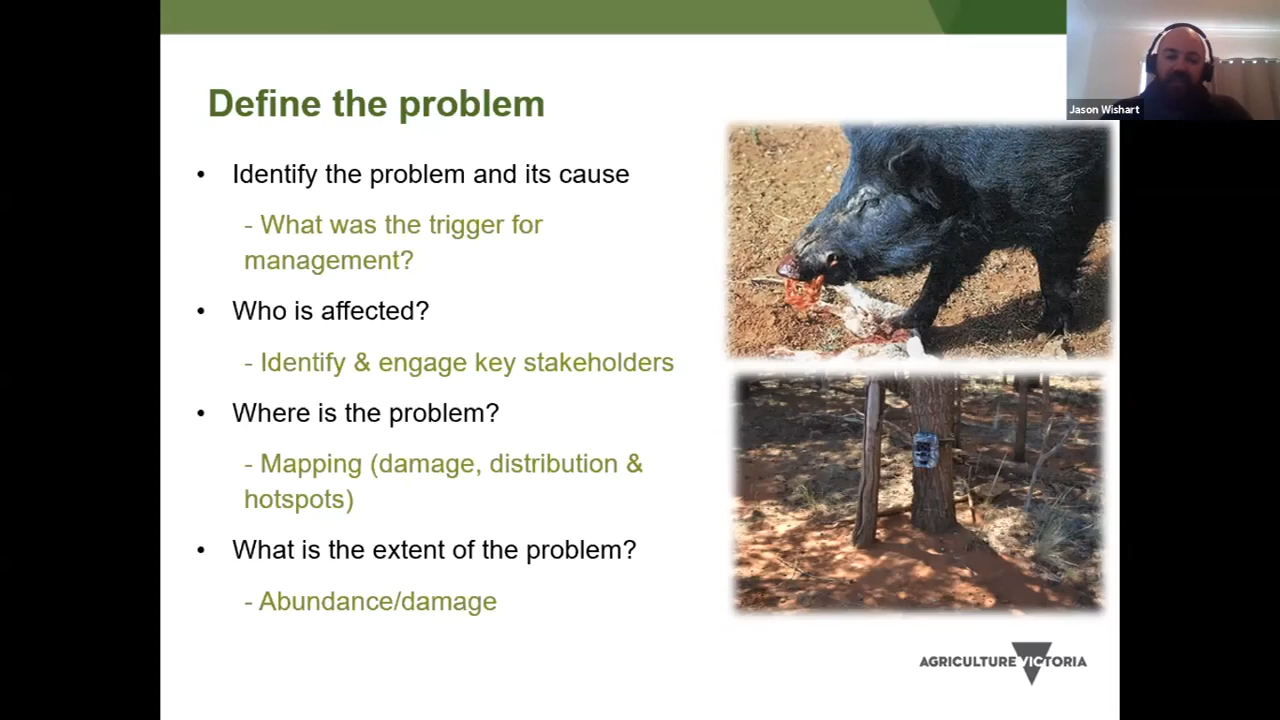 Jason Wishart
Define the problem
• Identify the problem and its cause
- What was the trigger for
management?
• Who is affected?
- Identify & engage key stakeholders
• Where is the problem?
- Mapping (damage, distribution &
hotspots)
• What is the extent of the problem?
- Abundance/damage
AGRICULTURE VICTORIA